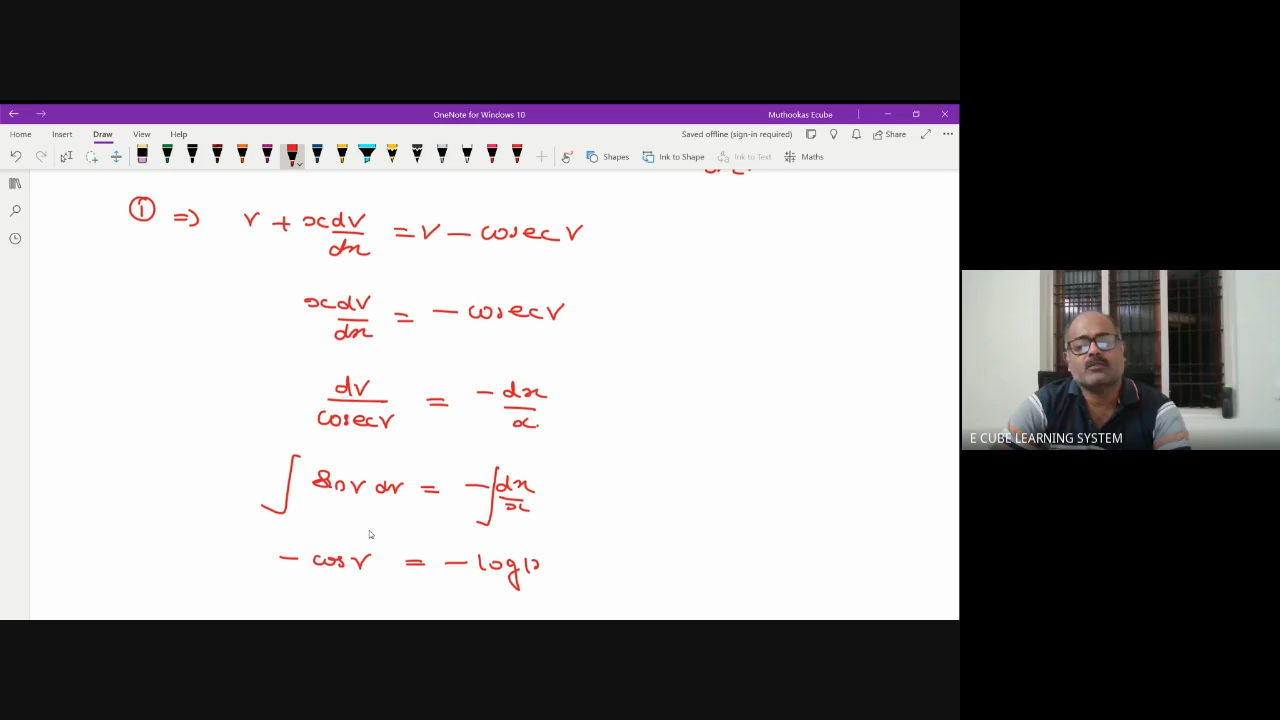 OneNote for Windows 10
Muthookas Ecube
Home Insert Draw View Help
Saved offline (sign-in required)
Share
Shapes
Ink to Shape
Ink to Text
Maths
① ⇒ v + x dv/dx = v − cosec v
x dv/dx = − cosec v
dv/cosec v = − dx/x
∫ sin v dv = − ∫ dx/x
− cos v = − log |x
E CUBE LEARNING SYSTEM